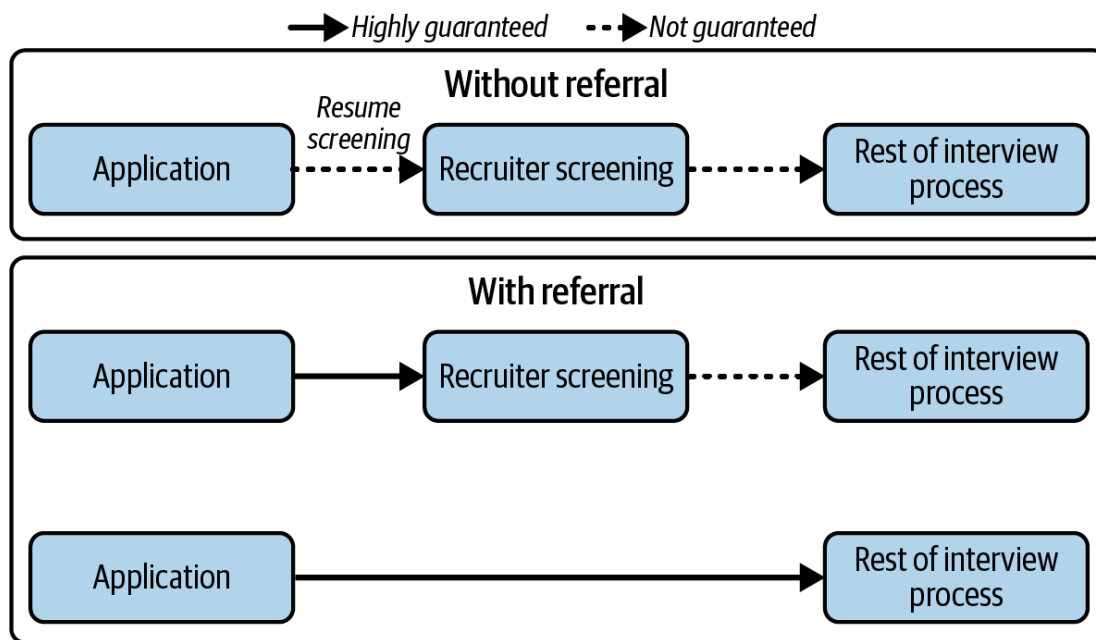 Highly guaranteed
Not guaranteed
Without referral
Application
Resume
screening
Recruiter screening
Rest of interview
process
With referral
Application
Recruiter screening
Rest of interview
process
Application
Rest of interview
process